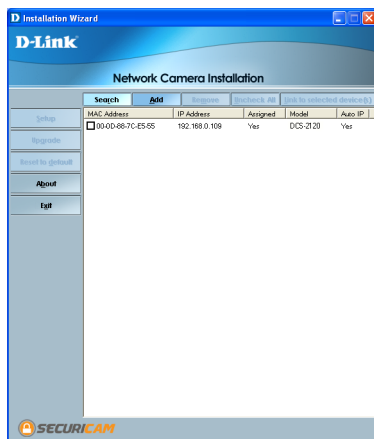 D Installation Wizard
D-Link
Network Camera Installation
Search Add Remove Uncheck All Link to selected device(s)
Setup
Upgrade
Reset to default
About
Exit
MAC Address IP Address Assigned Model Auto IP
00-0D-88-7C-E5-55 192.168.0.109 Yes DCS-2120 Yes
SECURICAM